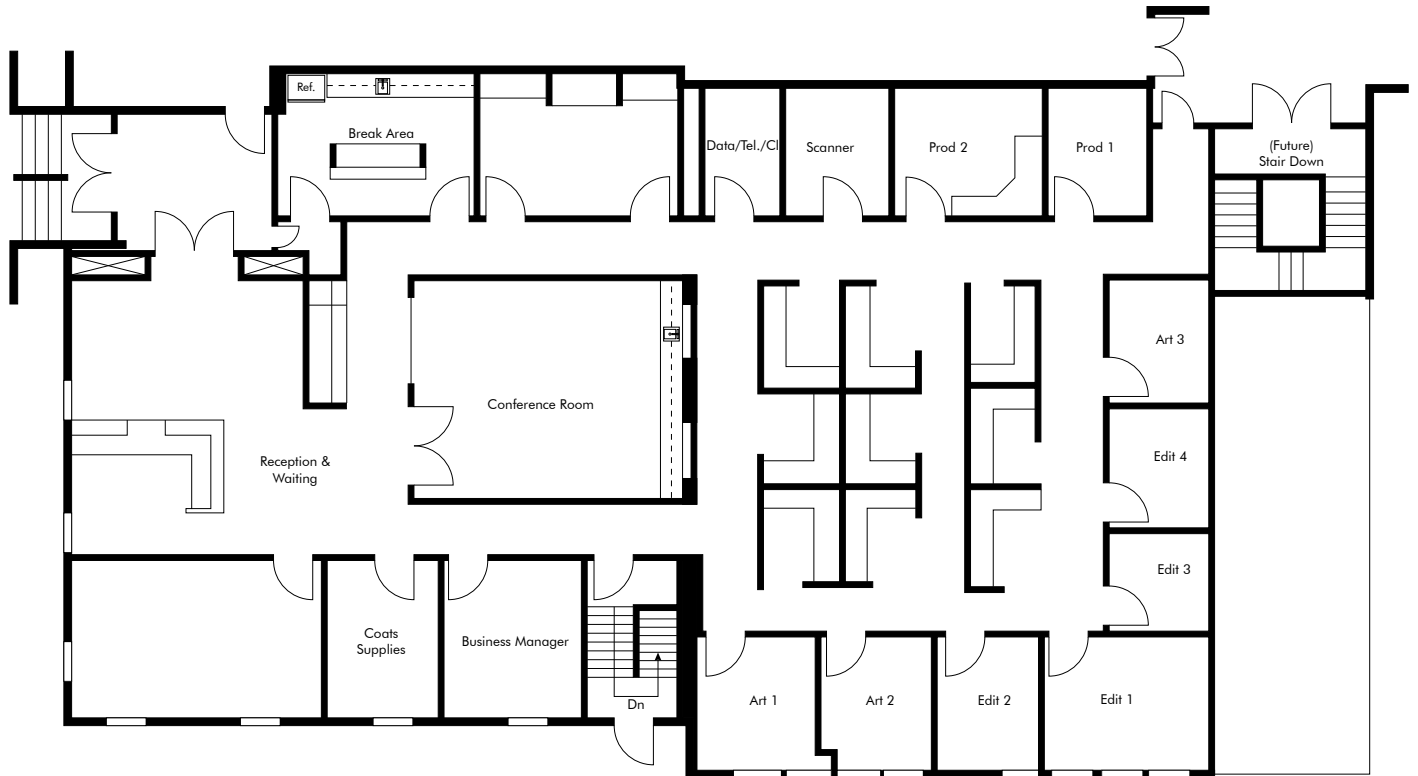 Ref.
Break Area
Data/Tel./Cl
Scanner
Prod 2
Prod 1
(Future)
Stair Down
Art 3
Conference Room
Edit 4
Reception &
Waiting
Edit 3
Coats
Supplies
Business Manager
Dn
Art 1
Art 2
Edit 2
Edit 1